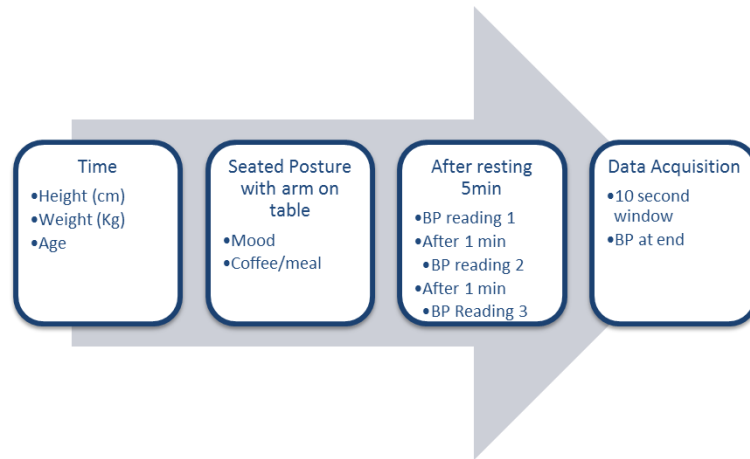 Time
•Height (cm)
•Weight (Kg)
•Age
Seated Posture
with arm on
table
•Mood
•Coffee/meal
After resting
5min
•BP reading 1
•After 1 min
•BP reading 2
•After 1 min
•BP Reading 3
Data Acquisition
•10 second
window
•BP at end